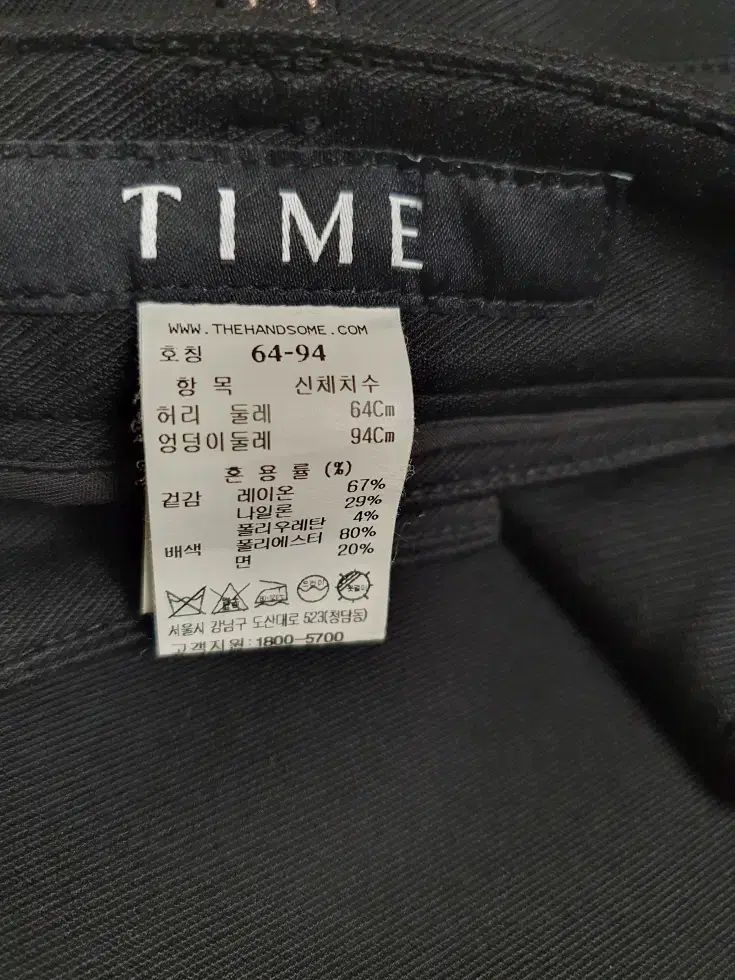 TIME
WWW.THEHANDSOME.COM
호칭 64-94
항 목 신체치수
허리 둘레 64Cm
엉덩이둘레 94Cm
혼 용 률 (%)
겉감 레이온 67%
나일론 29%
폴리우레탄 4%
배색 폴리에스터 80%
면 20%
드라이
서울시 강남구 도산대로 523(청담동)
고객지원:1800-5700